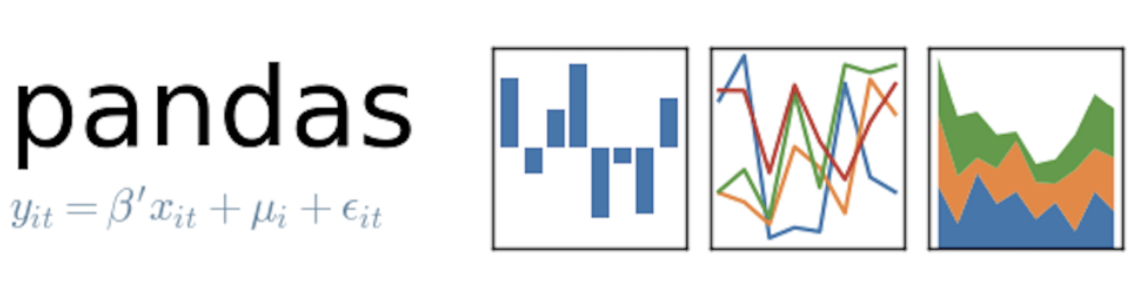 pandas
y_{it} = β′x_{it} + μ_i + ϵ_{it}